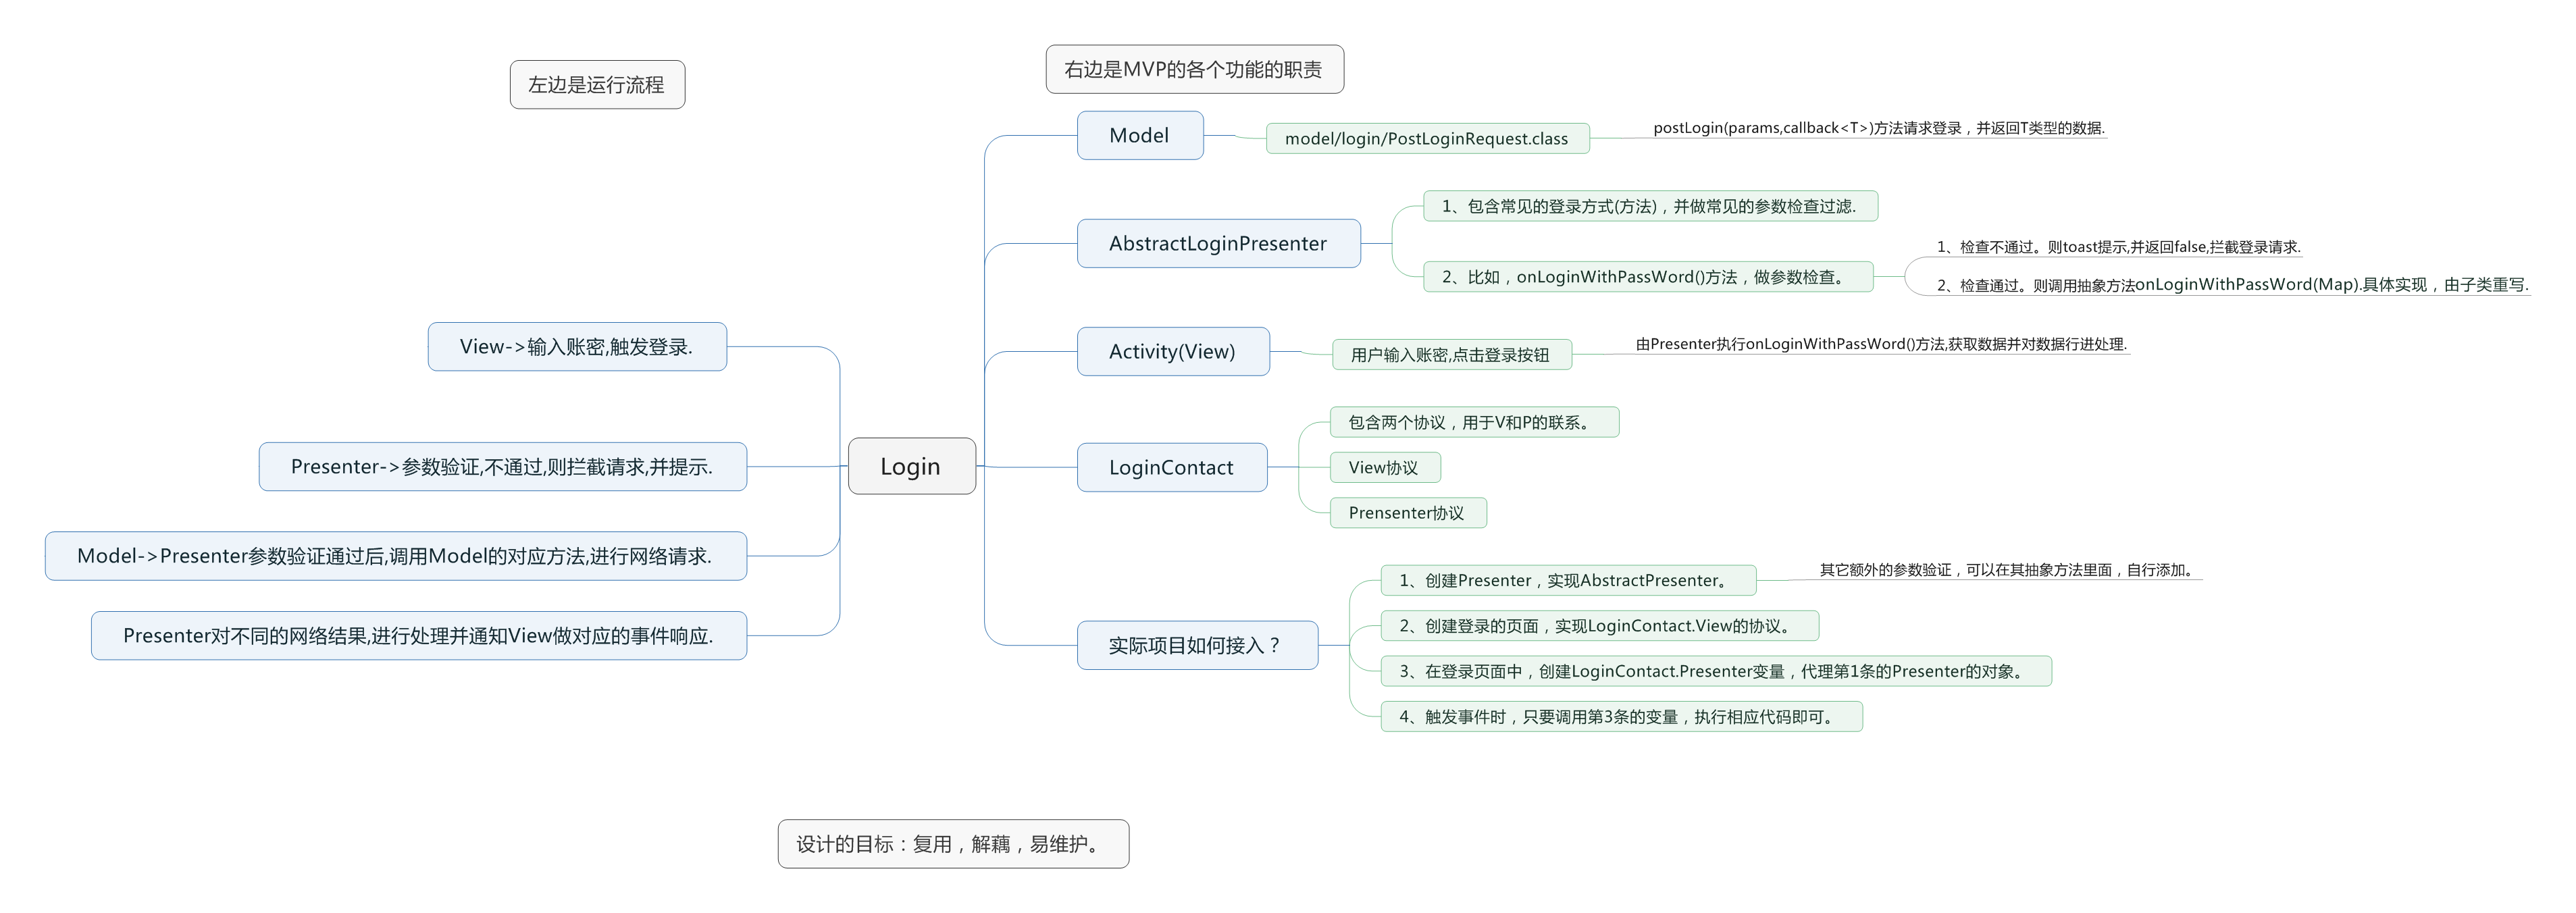 左边是运行流程
右边是MVP的各个功能的职责
View->输入账密,触发登录.
Presenter->参数验证,不通过,则拦截请求,并提示.
Model->Presenter参数验证通过后,调用Model的对应方法,进行网络请求.
Presenter对不同的网络结果,进行处理并通知View做对应的事件响应.
Login
Model
model/login/PostLoginRequest.class
postLogin(params,callback<T>)方法请求登录，并返回T类型的数据.
AbstractLoginPresenter
1、包含常见的登录方式(方法)，并做常见的参数检查过滤.
2、比如，onLoginWithPassWord()方法，做参数检查。
1、检查不通过。则toast提示,并返回false,拦截登录请求.
2、检查通过。则调用抽象方法onLoginWithPassWord(Map).具体实现，由子类重写.
Activity(View)
用户输入账密,点击登录按钮
由Presenter执行onLoginWithPassWord()方法,获取数据并对数据行进处理.
LoginContact
包含两个协议，用于V和P的联系。
View协议
Prensenter协议
实际项目如何接入？
1、创建Presenter，实现AbstractPresenter。
其它额外的参数验证，可以在其抽象方法里面，自行添加。
2、创建登录的页面，实现LoginContact.View的协议。
3、在登录页面中，创建LoginContact.Presenter变量，代理第1条的Presenter的对象。
4、触发事件时，只要调用第3条的变量，执行相应代码即可。
设计的目标：复用，解藕，易维护。